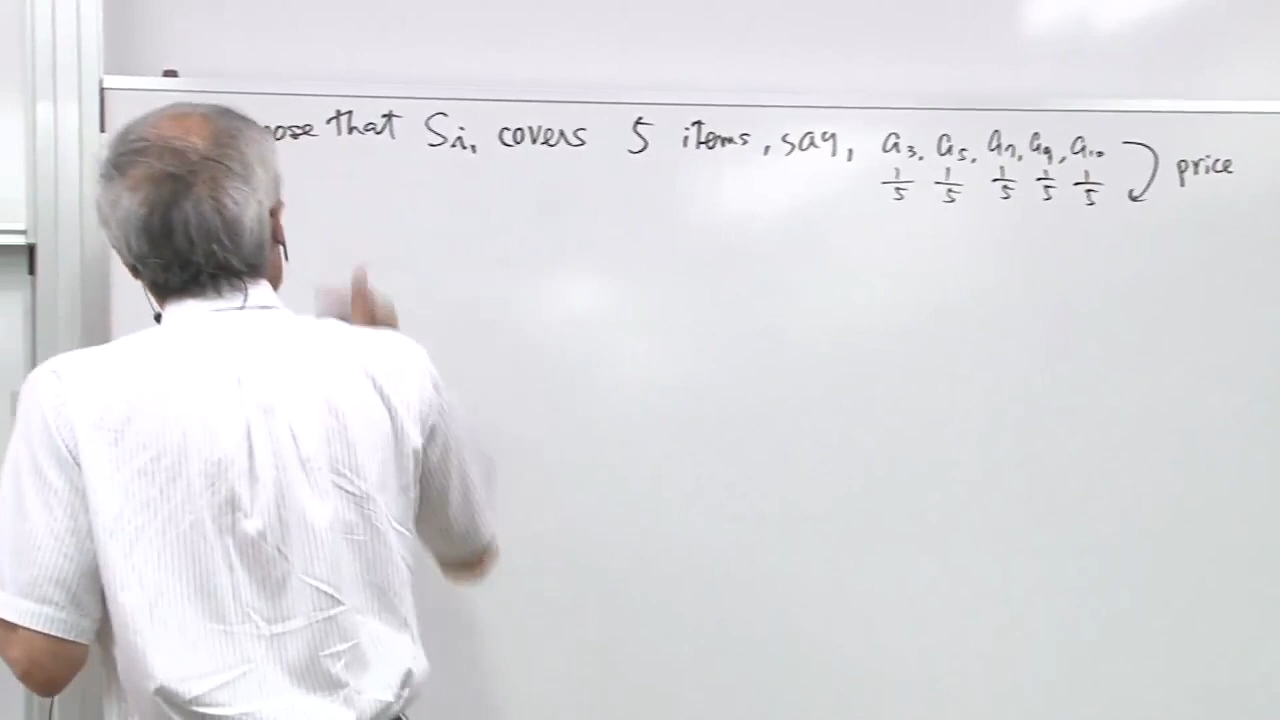 ose that Si, covers 5 items, say, a3, a5, a7, a9, a10 price
1/5 1/5 1/5 1/5 1/5